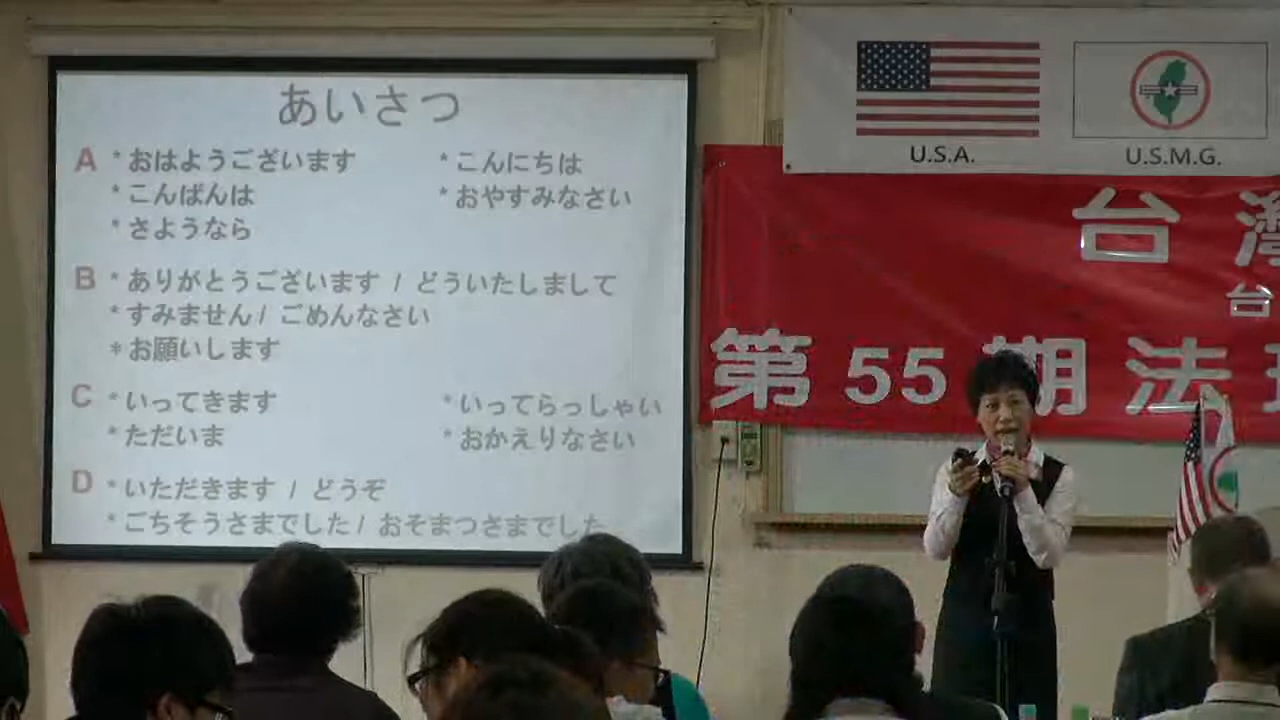 あいさつ
A *おはようございます *こんにちは
*こんばんは *おやすみなさい
*さようなら
B *ありがとうございます / どういたしまして
*すみません / ごめんなさい
*お願いします
C *いってきます *いってらっしゃい
*ただいま *おかえりなさい
D *いただきます / どうぞ
*ごちそうさまでした / おそまつさまでした
U.S.A. U.S.M.G.
台灣
台
第55期法理